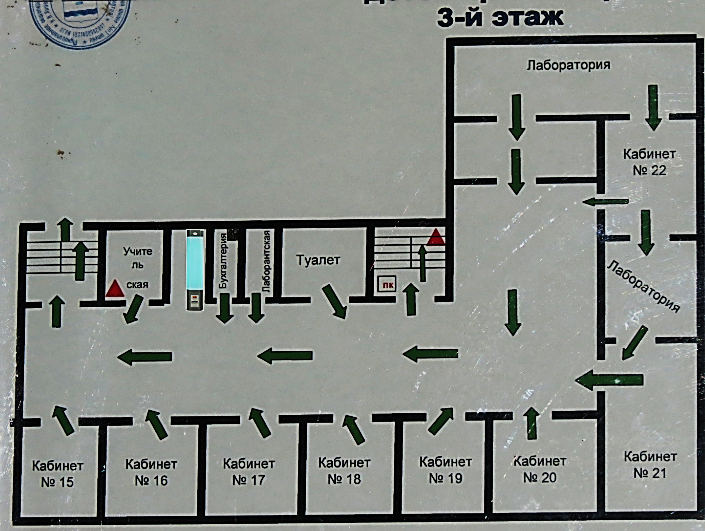 3-й этаж
Лаборатория
Кабинет
№ 22
Учите
ль
ская
Бухгалтерия
Лаборантская
Туалет
пк
Лаборатория
Кабинет
№ 15
Кабинет
№ 16
Кабинет
№ 17
Кабинет
№ 18
Кабинет
№ 19
Кабинет
№ 20
Кабинет
№ 21